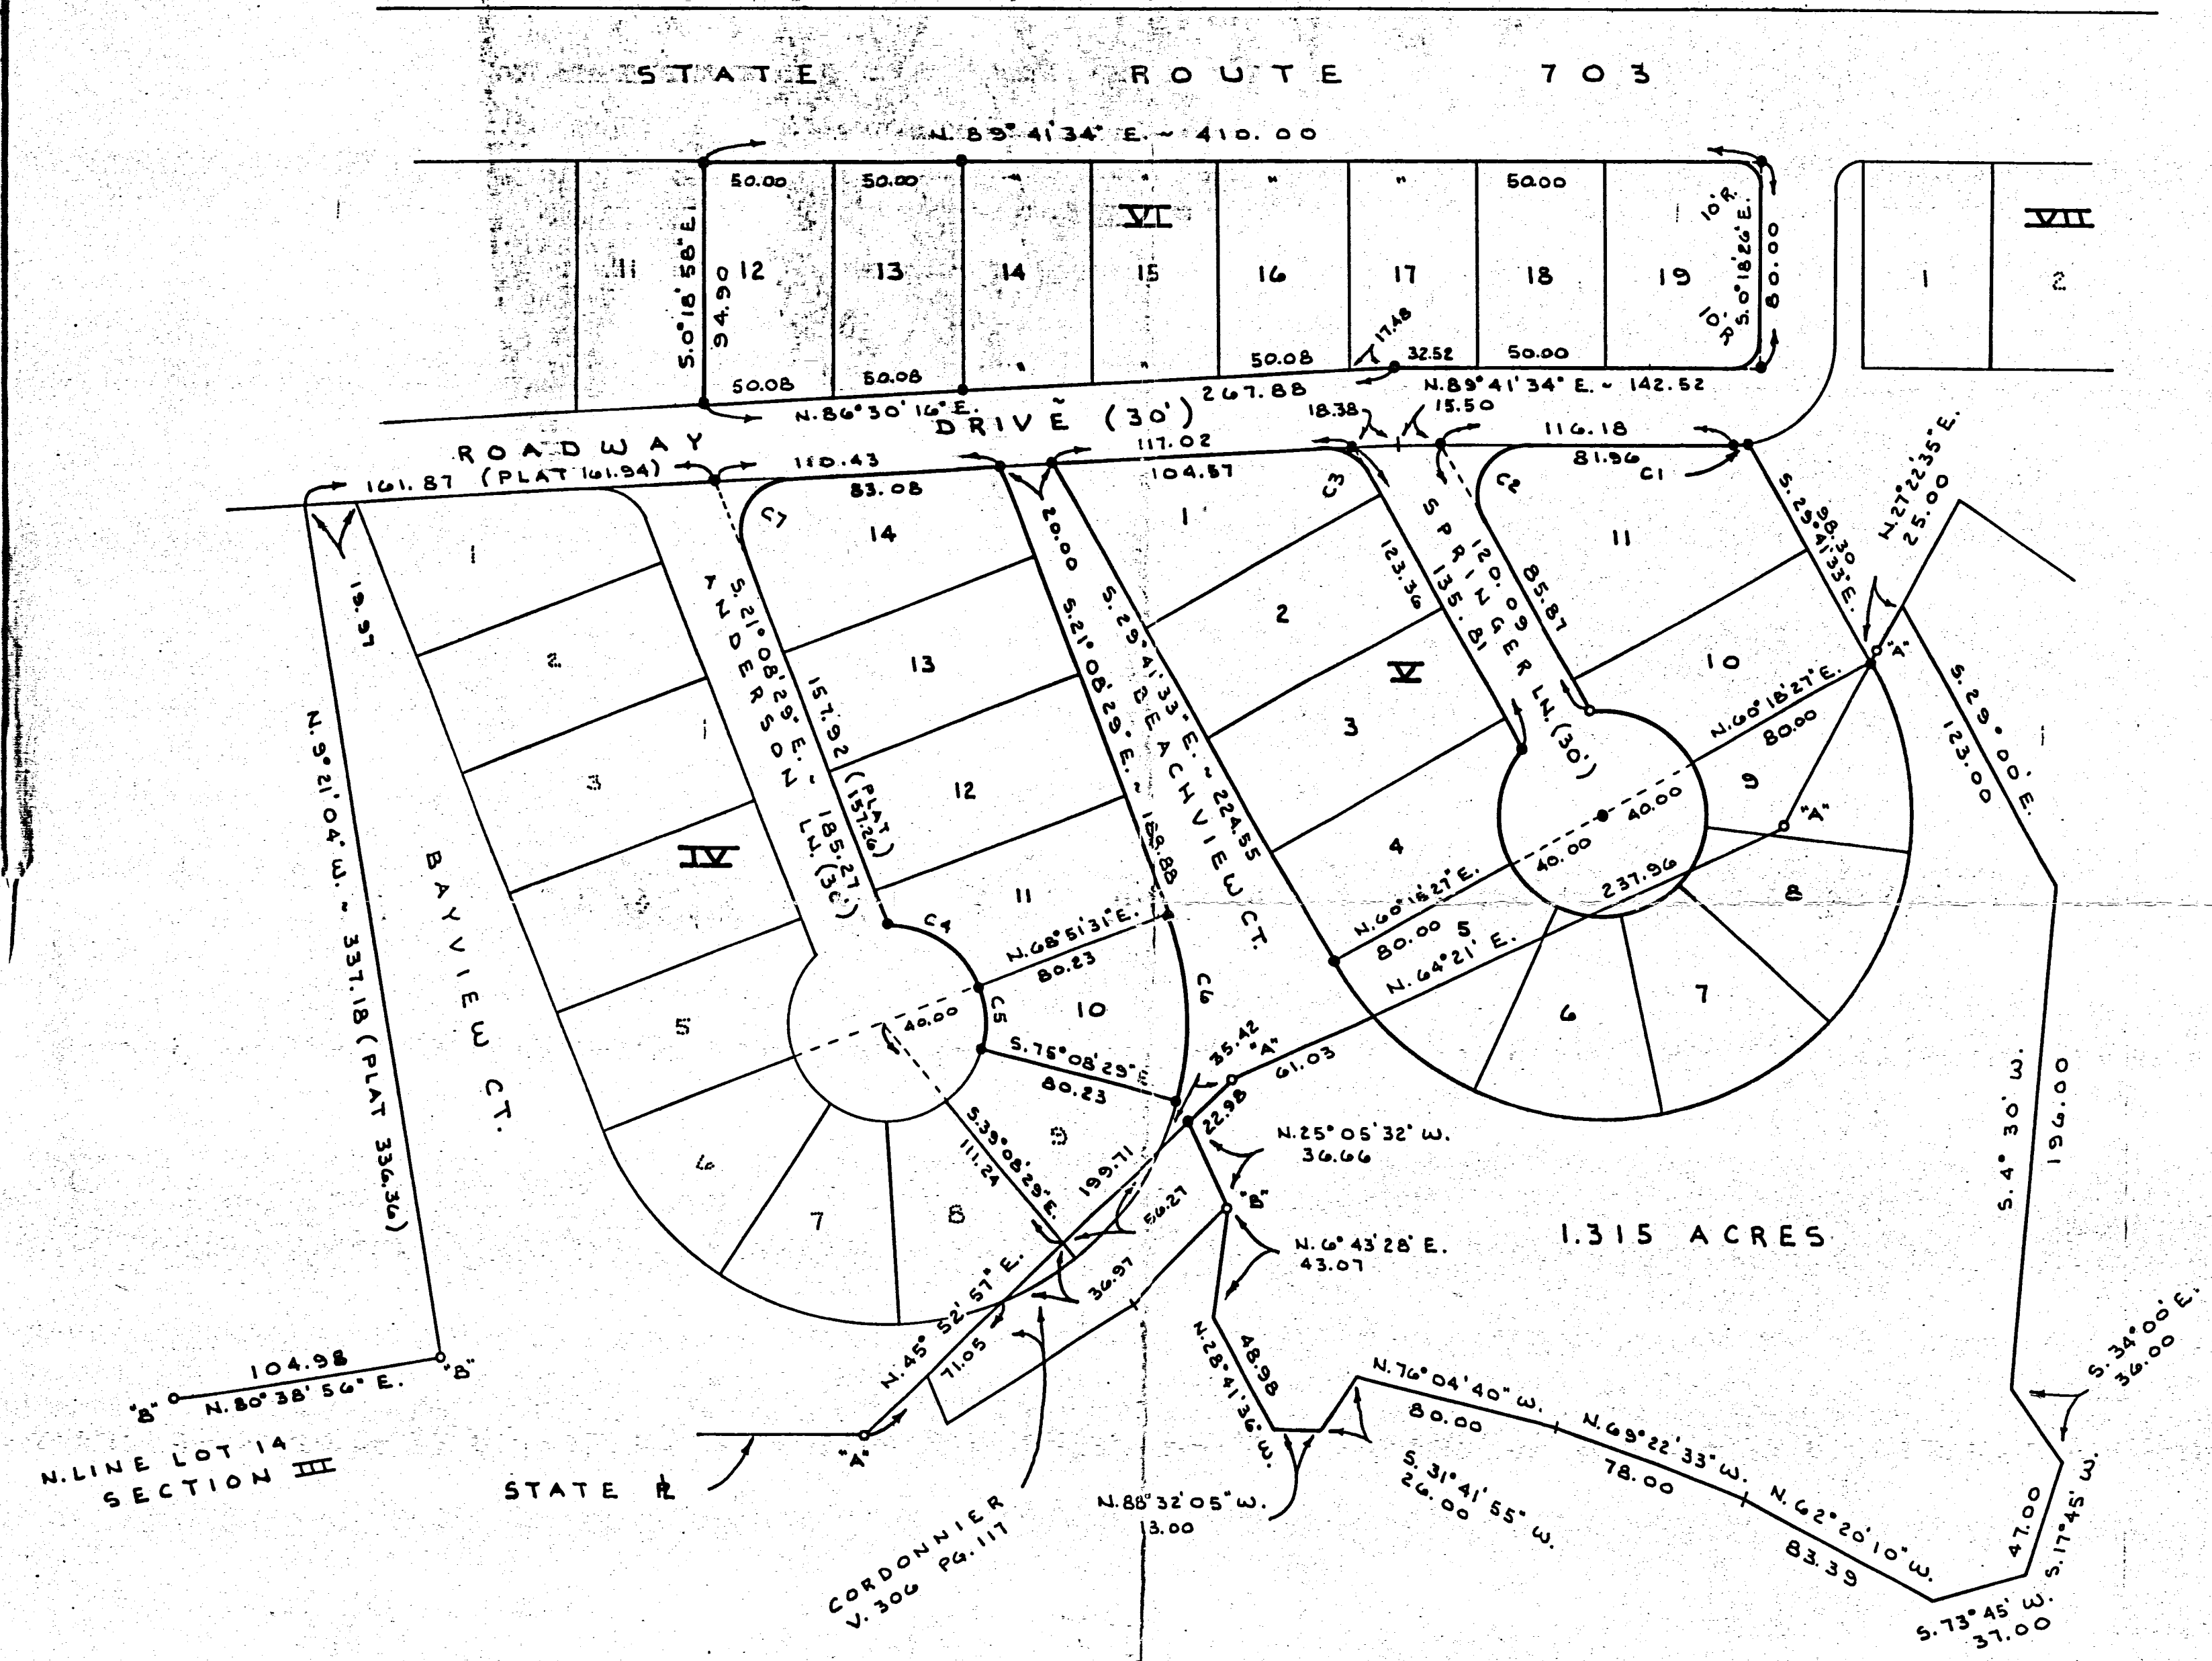 STATE ROUTE 703
N. 89° 41' 34" E. ~ 410.00
50.00 50.00 " " " " 50.00
VI
VII
10' R.
S. 0° 18' 58" E.
94.90
11 12 13 14 15 16 17 18 19
10' R
S. 0° 18' 26" E.
80.00
1 2
50.08 50.08 " " 50.08 17.48 32.52 50.00
N. 86° 30' 16" E. ~ 267.88
N. 89° 41' 34" E. ~ 142.52
ROADWAY DRIVE (30')
18.38 15.50
161.87 (PLAT 161.94)
110.43
83.08
117.02
104.57
116.18
81.96
C1
C2
C3
C7
19.97
20.00
N. 27° 22' 35" E.
25.00
S. 29° 41' 33" E.
98.30
"A"
N. 9° 21' 04" W. ~ 337.18 (PLAT 336.36)
BAYVIEW CT.
1
2
3
5
6
7
8
9
IV
S. 21° 08' 29" E. ~ 185.27
ANDERSON LN. (30')
157.92 (PLAT 157.26)
14
13
12
11
10
S. 21° 08' 29" E. ~ 189.88
S. 29° 41' 33" E. ~ 224.55
BEACHVIEW CT.
1
2
3
4
5
6
7
8
9
10
11
V
123.36
135.81
SPRINGER LN. (30')
120.09
85.87
N. 60° 18' 27" E.
80.00
40.00
40.00
N. 60° 18' 27" E.
80.00
"A"
237.96
N. 64° 21' E.
S. 29° 00' E.
123.00
S. 4° 30' W.
196.00
C4
C5
C6
N. 68° 51' 31" E.
80.23
40.00
S. 75° 08' 29" E
80.23
S. 39° 08' 29" E.
111.24
35.42
"A"
61.03
22.98
199.71
56.27
36.97
N. 25° 05' 32" W.
36.66
"B"
N. 6° 43' 28" E.
43.07
1.315 ACRES
N. 45° 52' 57" E.
71.05
"A"
104.98
"B" N. 80° 38' 56" E. "B"
N. LINE LOT 14
SECTION III
STATE PL
CORDONNIER
V. 306 PG. 117
48.98
N. 28° 41' 36" W.
N. 88° 32' 05" W.
13.00
S. 31° 41' 55" W.
26.00
N. 76° 04' 40" W.
80.00
N. 69° 22' 33" W.
78.00
N. 62° 20' 10" W.
83.39
S. 34° 00' E.
36.00
47.00
S. 17° 45' W.
S. 73° 45' W.
37.00